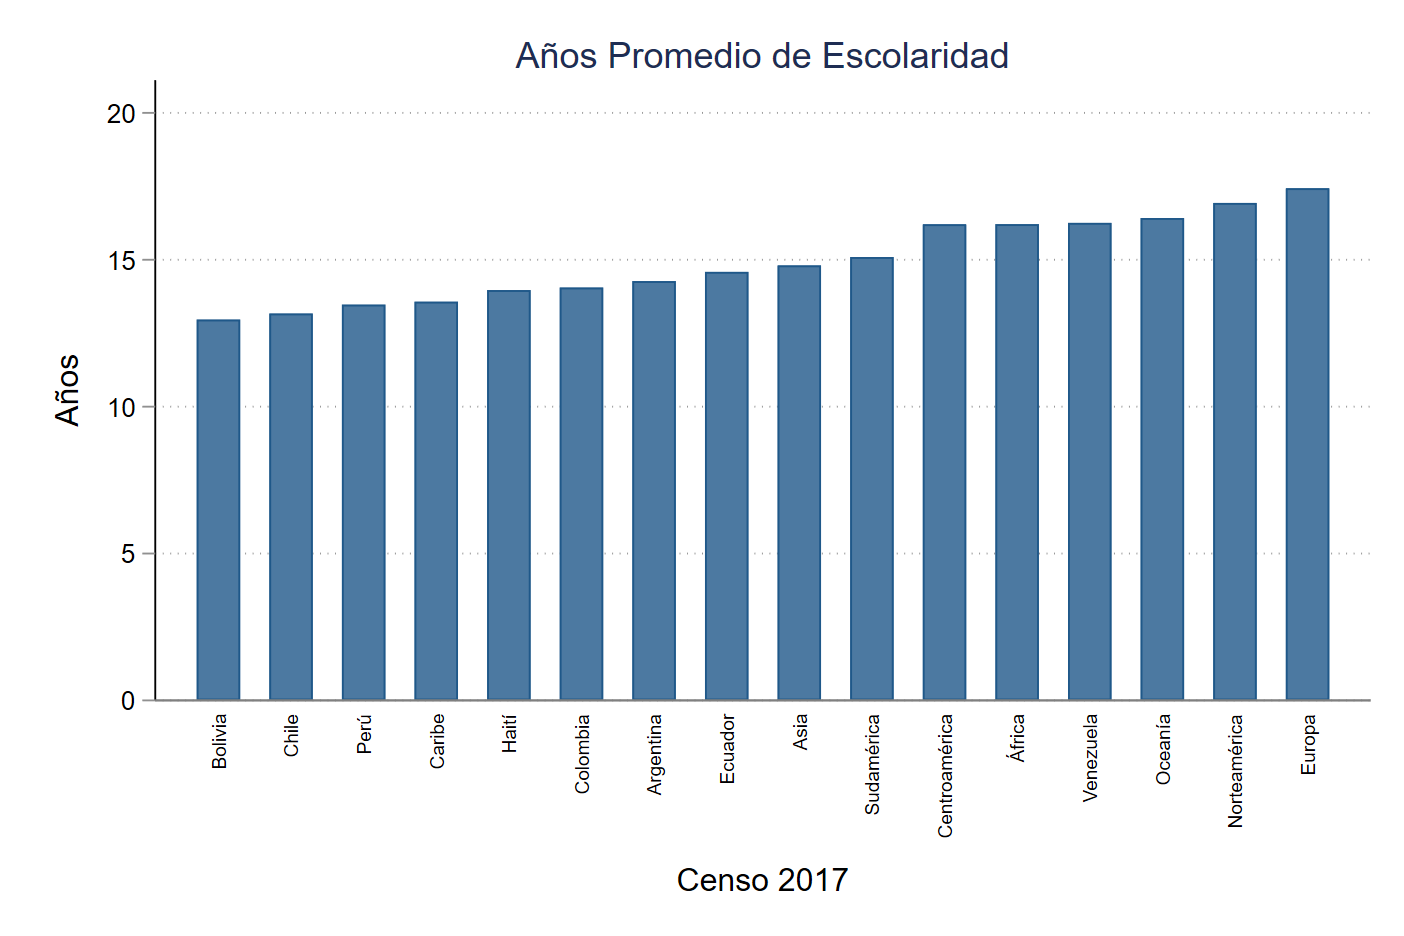 Años Promedio de Escolaridad
20
15
10
5
0
Años
Bolivia
Chile
Perú
Caribe
Haití
Colombia
Argentina
Ecuador
Asia
Sudamérica
Centroamérica
África
Venezuela
Oceanía
Norteamérica
Europa
Censo 2017